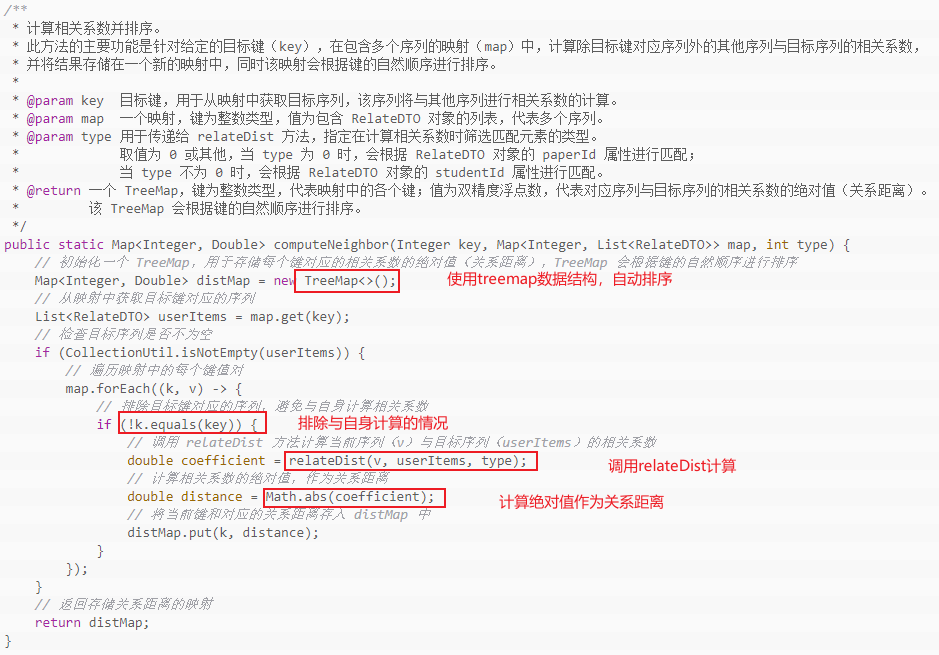 /**
 * 计算相关系数并排序。
 * 此方法的主要功能是针对给定的目标键（key），在包含多个序列的映射（map）中，计算除目标键对应序列外的其他序列与目标序列的相关系数，
 * 并将结果存储在一个新的映射中，同时该映射会根据键的自然顺序进行排序。
 *
 * @param key  目标键，用于从映射中获取目标序列，该序列将与其他序列进行相关系数的计算。
 * @param map  一个映射，键为整数类型，值为包含 RelateDTO 对象的列表，代表多个序列。
 * @param type 用于传递给 relateDist 方法，指定在计算相关系数时筛选匹配元素的类型。
 *             取值为 0 或其他，当 type 为 0 时，会根据 RelateDTO 对象的 paperId 属性进行匹配；
 *             当 type 不为 0 时，会根据 RelateDTO 对象的 studentId 属性进行匹配。
 * @return 一个 TreeMap，键为整数类型，代表映射中的各个键；值为双精度浮点数，代表对应序列与目标序列的相关系数的绝对值（关系距离）。
 *         该 TreeMap 会根据键的自然顺序进行排序。
 */
public static Map<Integer, Double> computeNeighbor(Integer key, Map<Integer, List<RelateDTO>> map, int type) {
    // 初始化一个 TreeMap，用于存储每个键对应的相关系数的绝对值（关系距离），TreeMap 会根据键的自然顺序进行排序
    Map<Integer, Double> distMap = new TreeMap<>(); 使用treemap数据结构，自动排序
    // 从映射中获取目标键对应的序列
    List<RelateDTO> userItems = map.get(key);
    // 检查目标序列是否不为空
    if (CollectionUtil.isNotEmpty(userItems)) {
        // 遍历映射中的每个键值对
        map.forEach((k, v) -> {
            // 排除目标键对应的序列，避免与自身计算相关系数
            if (!k.equals(key)) { 排除与自身计算的情况
                // 调用 relateDist 方法计算当前序列（v）与目标序列（userItems）的相关系数
                double coefficient = relateDist(v, userItems, type); 调用relateDist计算
                // 计算相关系数的绝对值，作为关系距离
                double distance = Math.abs(coefficient); 计算绝对值作为关系距离
                // 将当前键和对应的关系距离存入 distMap 中
                distMap.put(k, distance);
            }
        });
    }
    // 返回存储关系距离的映射
    return distMap;
}